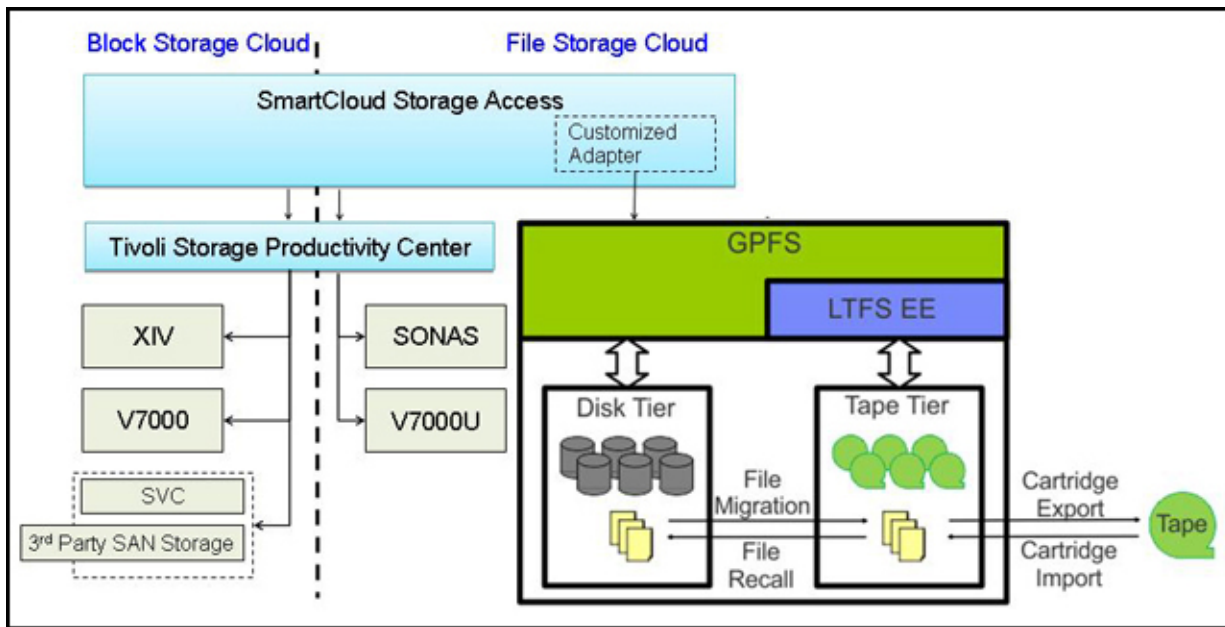 Block Storage Cloud
File Storage Cloud
SmartCloud Storage Access
Customized
Adapter
Tivoli Storage Productivity Center
XIV
SONAS
V7000
V7000U
SVC
3rd Party SAN Storage
GPFS
LTFS EE
Disk Tier
Tape Tier
File
Migration
File
Recall
Cartridge
Export
Cartridge
Import
Tape